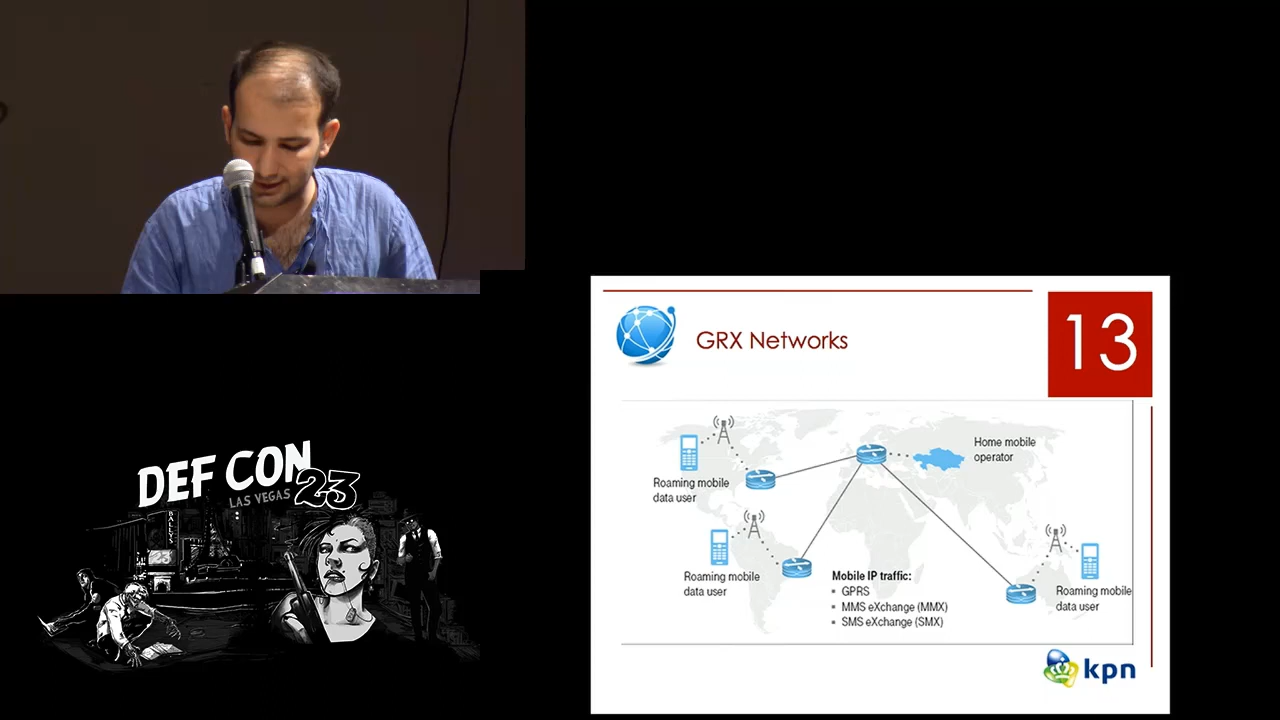 DEF CON
23
LAS VEGAS
BALLY'S
GRX Networks
13
Home mobile
operator
Roaming mobile
data user
Roaming mobile
data user
Mobile IP traffic:
▪ GPRS
▪ MMS eXchange (MMX)
▪ SMS eXchange (SMX)
Roaming mobile
data user
kpn